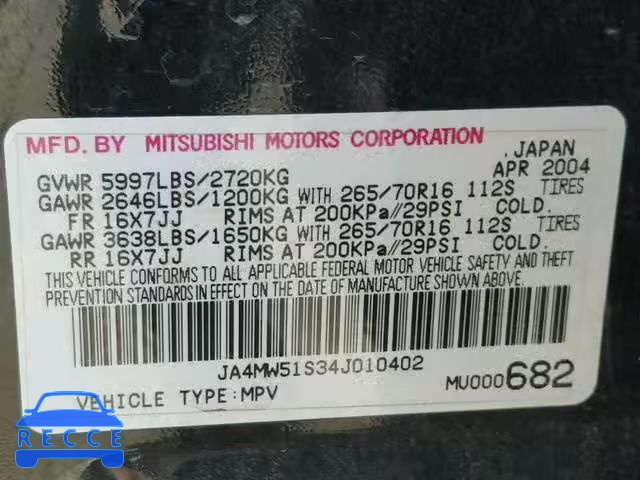 MFD. BY MITSUBISHI MOTORS CORPORATION
, JAPAN
APR 2004
GVWR 5997LBS/2720KG
GAWR 2646LBS/1200KG WITH 265/70R16 112S TIRES
FR 16X7JJ RIMS AT 200KPa//29PSI COLD.
GAWR 3638LBS/1650KG WITH 265/70R16 112S TIRES
RR 16X7JJ RIMS AT 200KPa//29PSI COLD.
THIS VEHICLE CONFORMS TO ALL APPLICABLE FEDERAL MOTOR VEHICLE SAFETY AND THEFT
PREVENTION STANDARDS IN EFFECT ON THE DATE OF MANUFACTURE SHOWN ABOVE.
JA4MW51S34J010402
VEHICLE TYPE:MPV
MU000682
RECCE